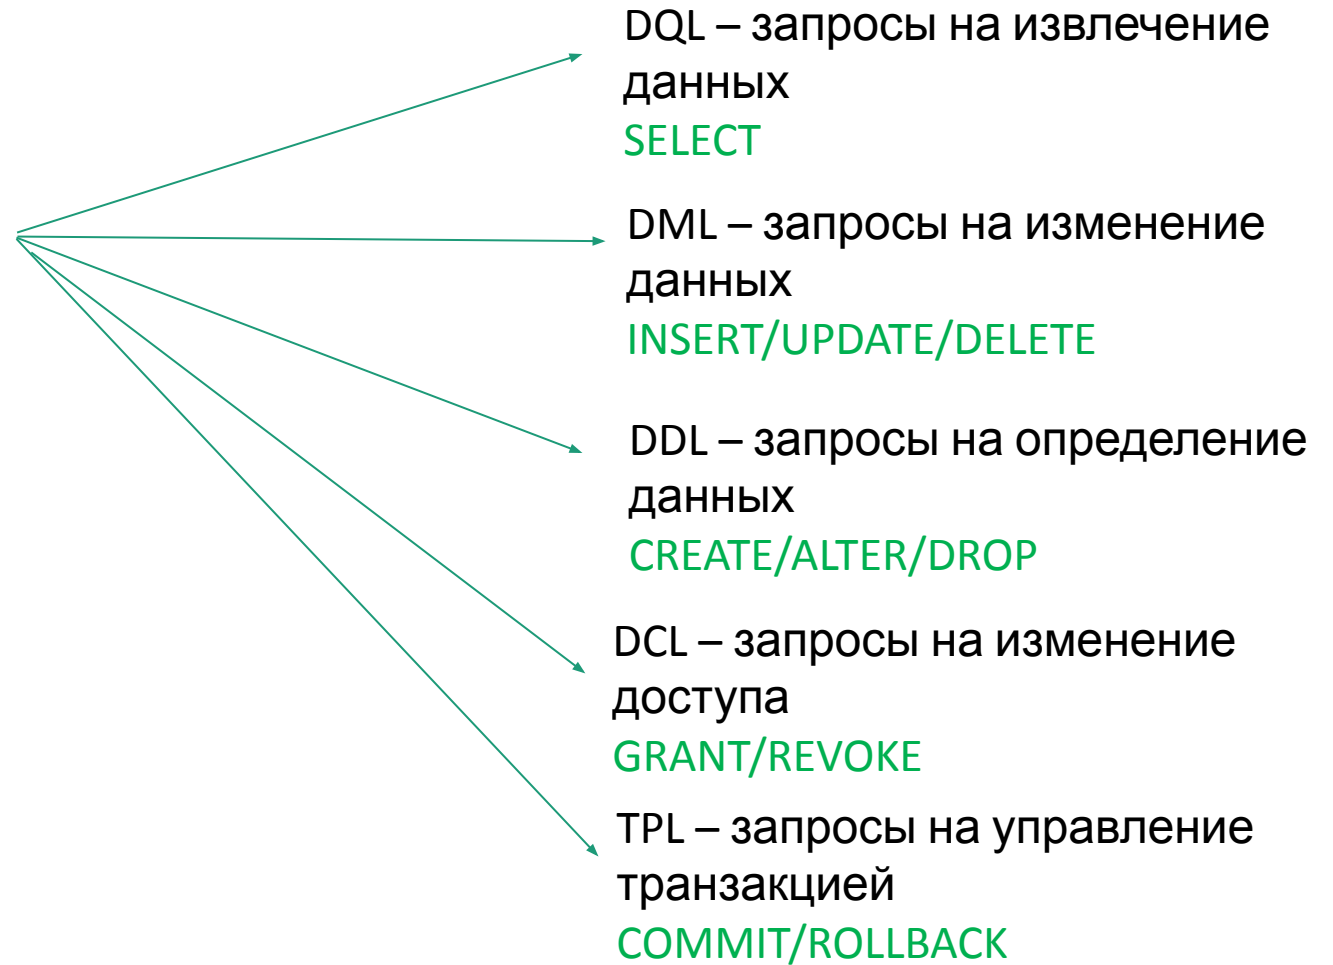 DQL – запросы на извлечение
данных
SELECT
DML – запросы на изменение
данных
INSERT/UPDATE/DELETE
DDL – запросы на определение
данных
CREATE/ALTER/DROP
DCL – запросы на изменение
доступа
GRANT/REVOKE
TPL – запросы на управление
транзакцией
COMMIT/ROLLBACK